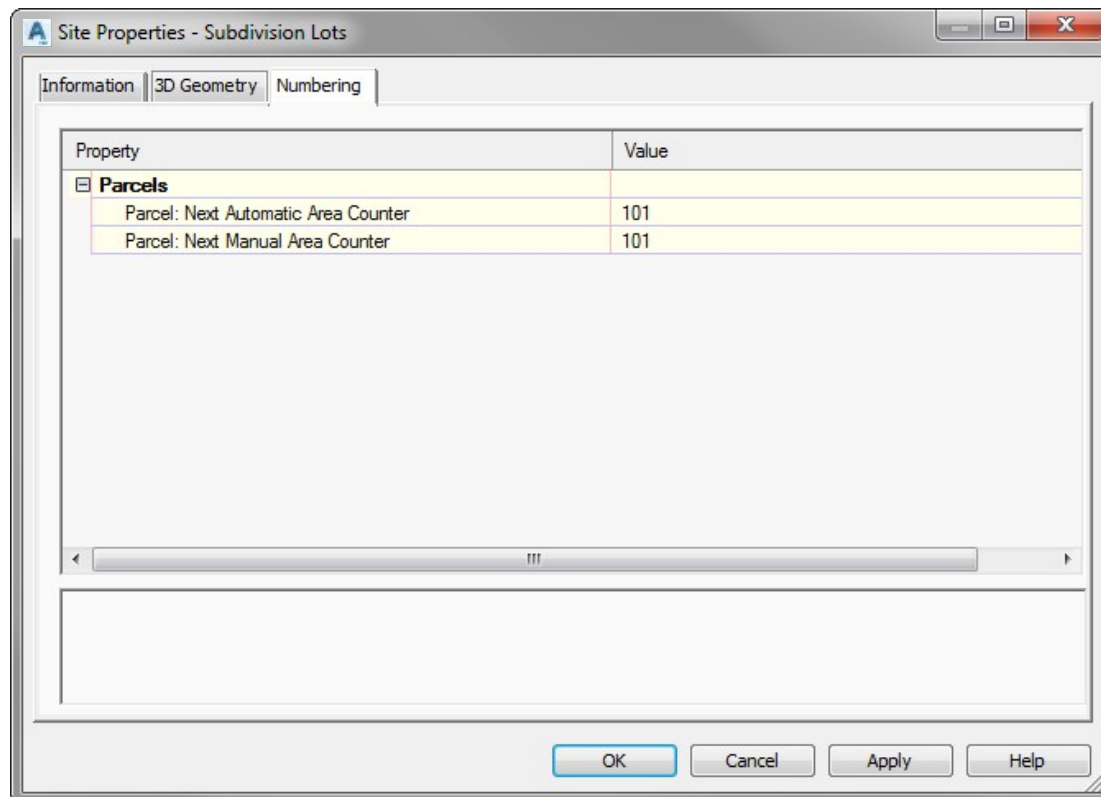 Site Properties - Subdivision Lots
Information 3D Geometry Numbering
Property Value
Parcels
Parcel: Next Automatic Area Counter 101
Parcel: Next Manual Area Counter 101
OK Cancel Apply Help